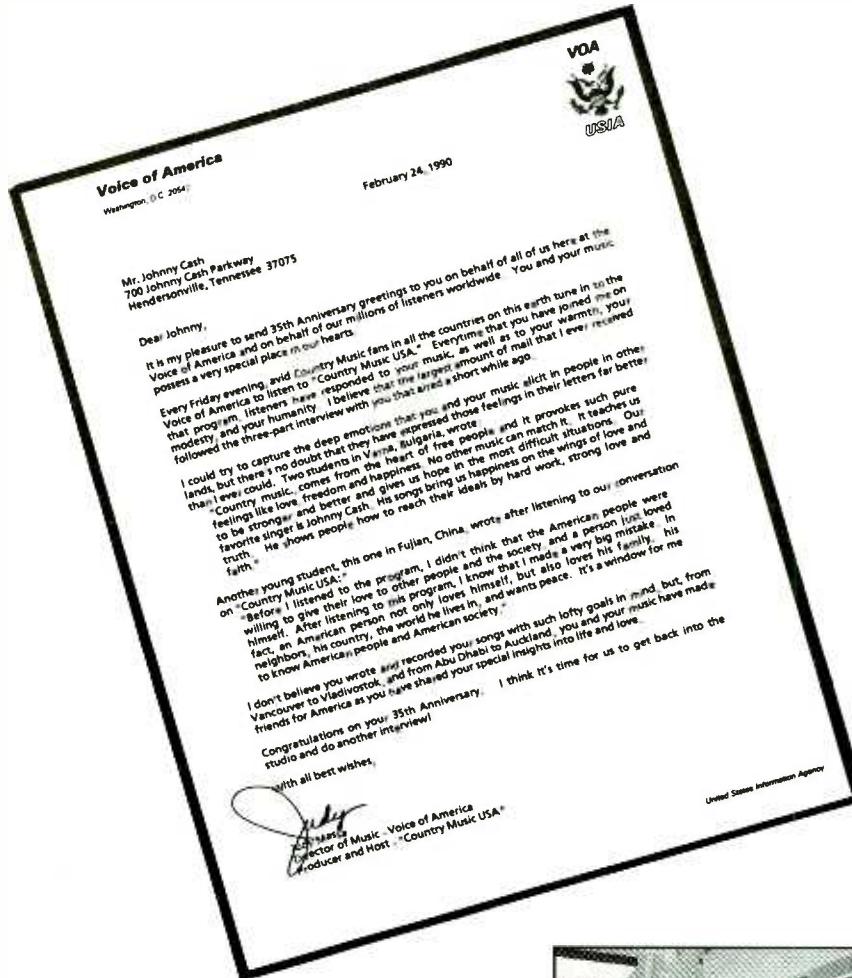 VOA
USIA
Voice of America
Washington, D C 2054
February 24, 1990
Mr. Johnny Cash
700 Johnny Cash Parkway
Hendersonville, Tennessee 37075
Dear Johnny,
It is my pleasure to send 35th Anniversary greetings to you on behalf of all of us here at the
Voice of America and on behalf of our millions of listeners worldwide You and your music
possess a very special place in our hearts
Every Friday evening, avid Country Music fans in all the countries on this earth tune in to the
Voice of America to listen to "Country Music USA." Everytime that you have joined me on
that program, listeners have responded to your music, as well as to your warmth, your
modesty, and your humanity I believe that the largest amount of mail that I ever received
followed the three-part interview with you that aired a short while ago
I could try to capture the deep emotions that you and your music elicit in people in other
lands, but there's no doubt that they have expressed those feelings in their letters far better
than I ever could. Two students in Varna, Bulgaria, wrote
"Country music, comes from the heart of free people and it provokes such pure
feelings like love, freedom and happiness. No other music can match it. It teaches us
to be stronger and better and gives us hope in the most difficult situations. Our
favorite singer is Johnny Cash. His songs bring us happiness on the wings of love and
truth. He shows people how to reach their ideals by hard work, strong love and
faith."
Another young student, this one in Fujian, China, wrote after listening to our conversation
on "Country Music USA:"
"Before I listened to the program, I didn't think that the American people were
willing to give their love to other people and the society and a person just loved
himself. After listening to this program, I know that I made a very big mistake. In
fact, an American person not only loves himself, but also loves his family, his
neighbors, his country, the world he lives in, and wants peace. It's a window for me
to know American people and American society."
I don't believe you wrote and recorded your songs with such lofty goals in mind, but, from
Vancouver to Vladivostok, and from Abu Dhabi to Auckland, you and your music have made
friends for America as you have shared your special insights into life and love
Congratulations on your 35th Anniversary. I think it's time for us to get back into the
studio and do another interview!
With all best wishes,
Judy
Massa
Director of Music - Voice of America
Producer and Host - "Country Music USA"
United States Information Agency